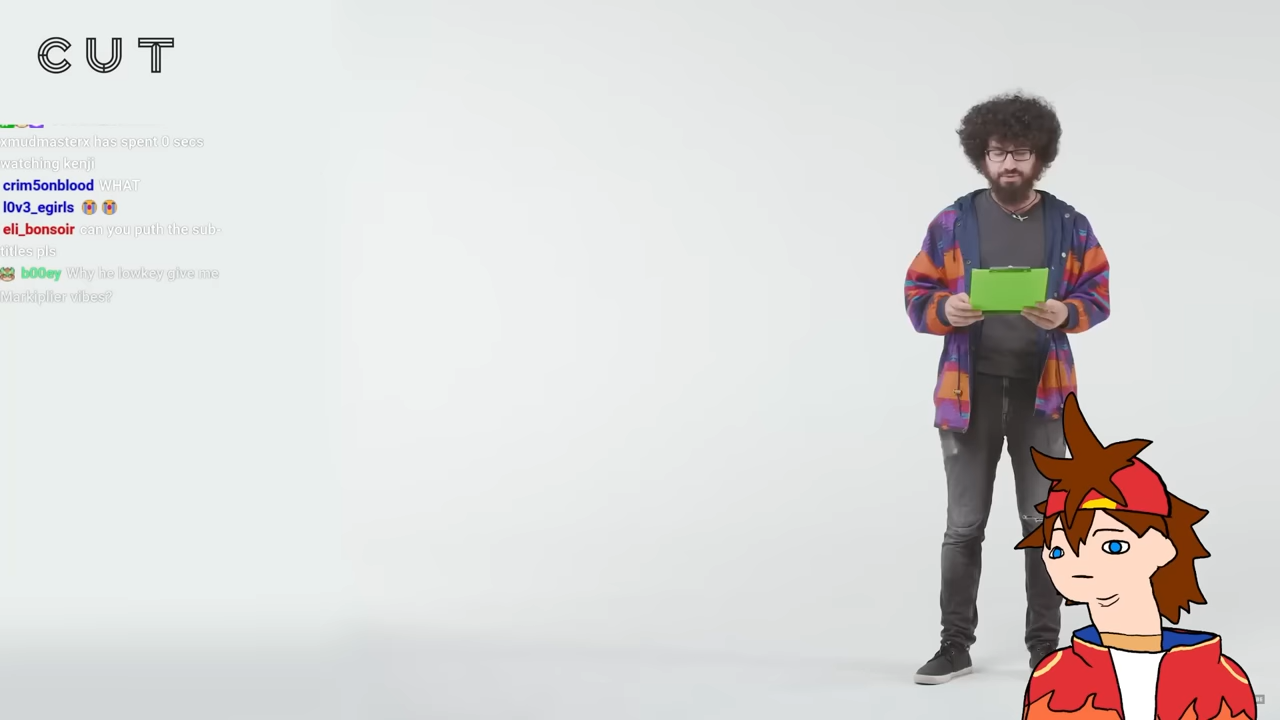 CUT
xmudmasterx has spent 0 secs
watching kenji
crim5onblood WHAT
l0v3_egirls
eli_bonsoir can you puth the sub-
titles pls
b00ey Why he lowkey give me
Markiplier vibes?